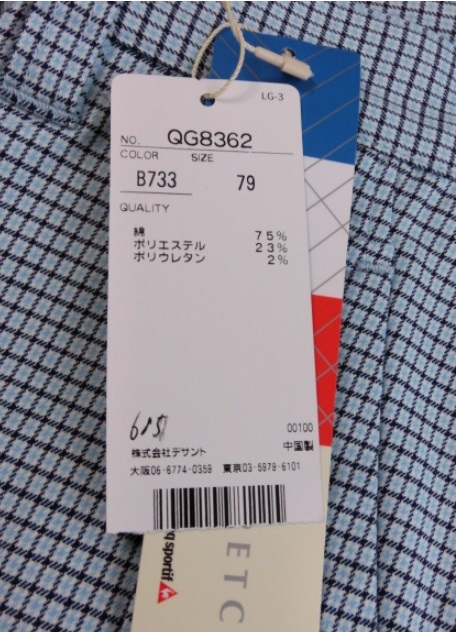 LG-3
NO. QG8362
COLOR SIZE
B733 79
QUALITY
綿 75%
ポリエステル 23%
ポリウレタン 2%
00100
株式会社デサント 中国製
大阪06-6774-0359 東京03-5979-6101
q sportif
ETC